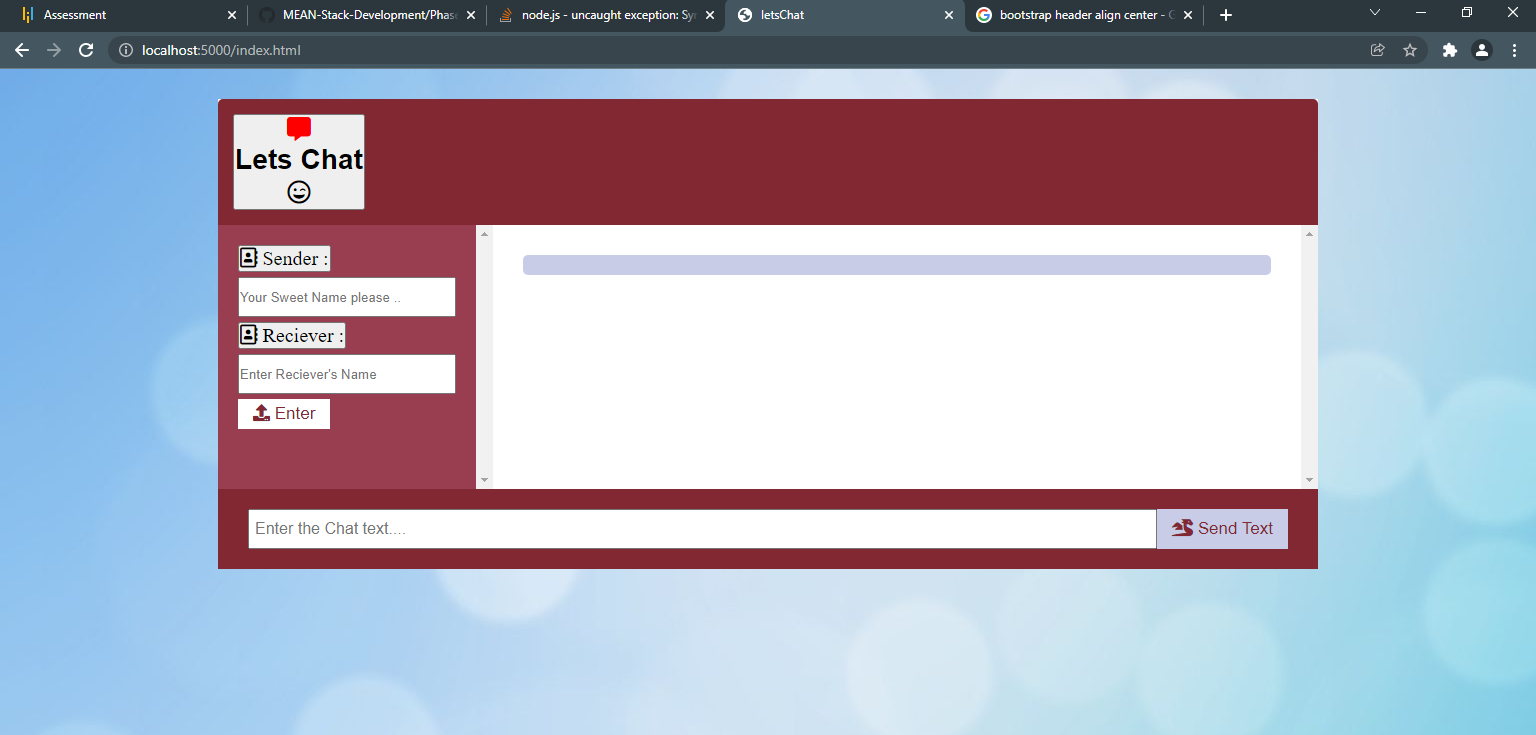 Assessment
MEAN-Stack-Development/Phase
node.js - uncaught exception: Sy
letsChat
bootstrap header align center - G
localhost:5000/index.html
Lets Chat
Sender :
Your Sweet Name please ..
Reciever :
Enter Reciever's Name
Enter
Enter the Chat text....
Send Text